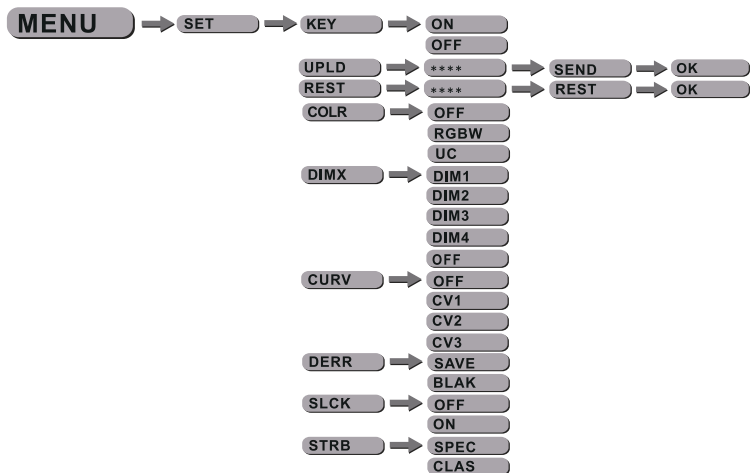 MENU SET KEY ON
OFF
UPLD **** SEND OK
REST **** REST OK
COLR OFF
RGBW
UC
DIMX DIM1
DIM2
DIM3
DIM4
OFF
CURV OFF
CV1
CV2
CV3
DERR SAVE
BLAK
SLCK OFF
ON
STRB SPEC
CLAS